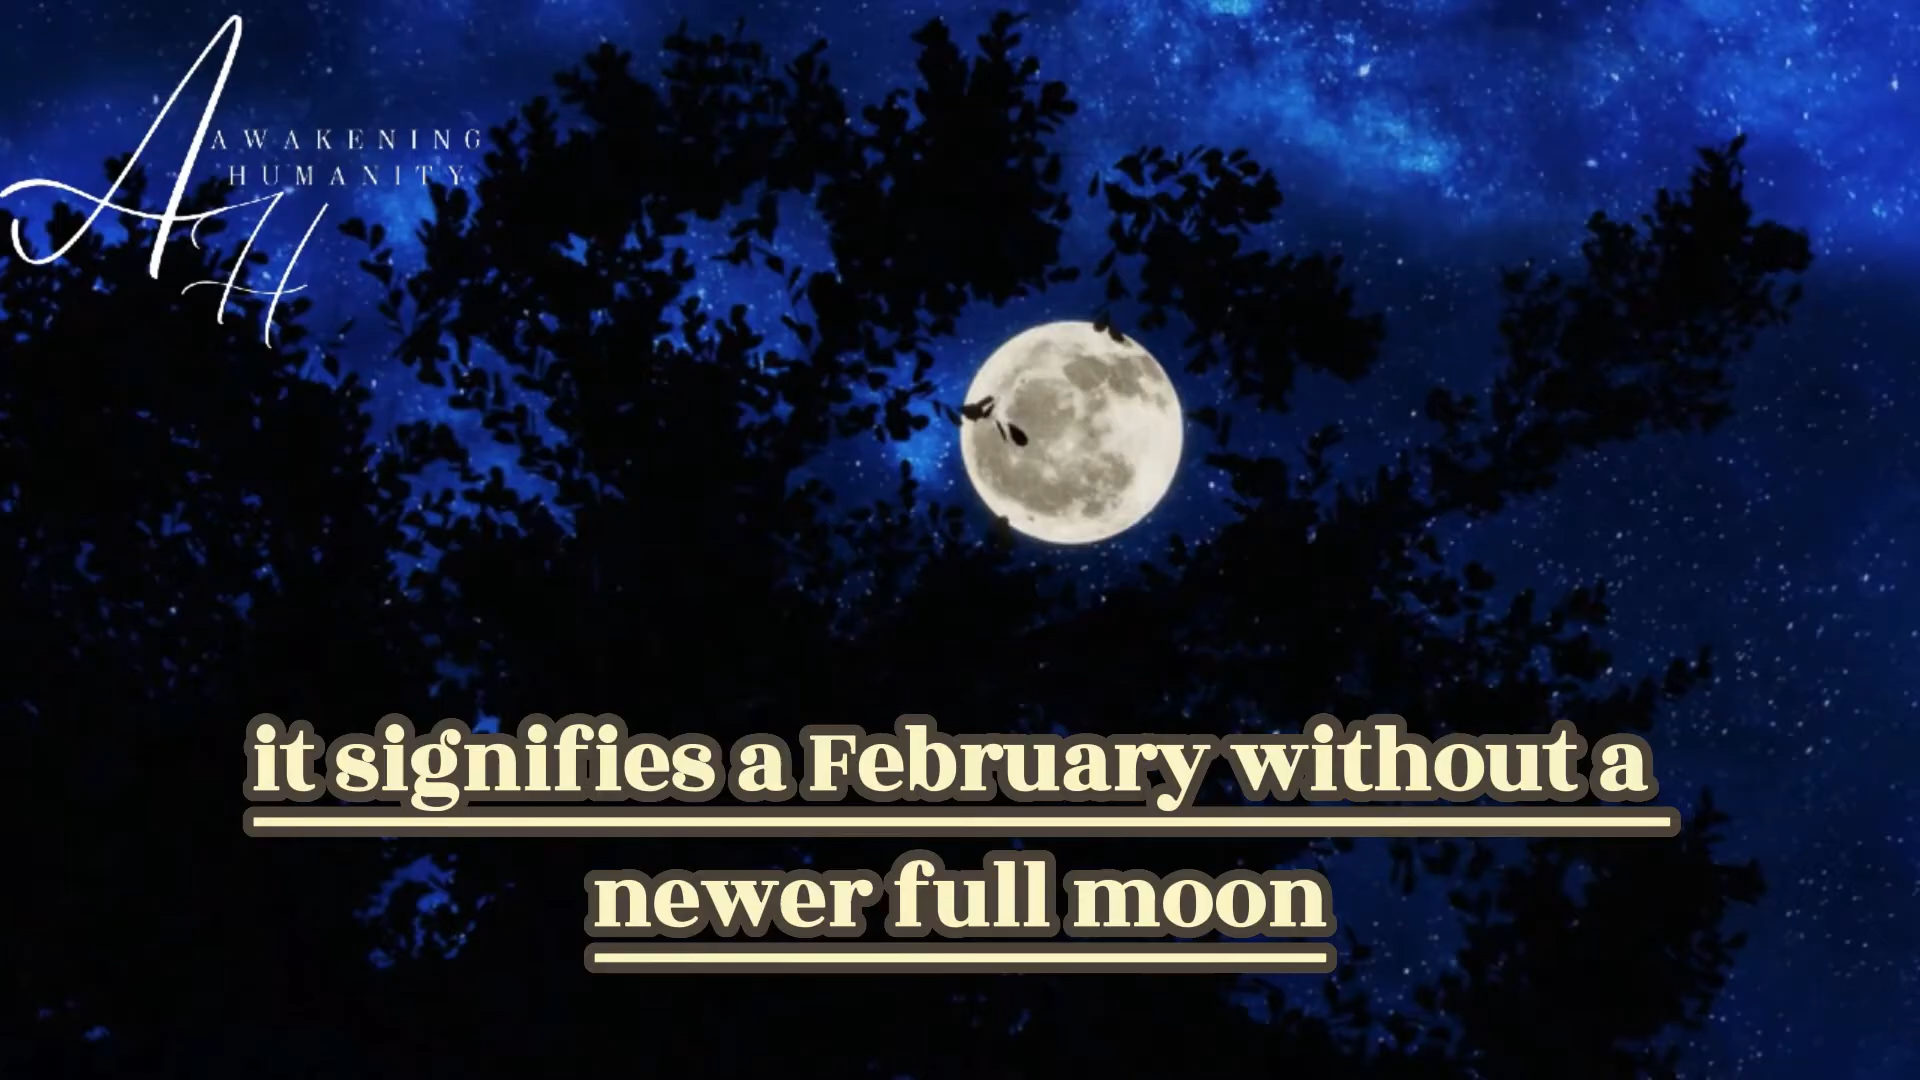 AWAKENING
HUMANITY
AH
it signifies a February without a
newer full moon